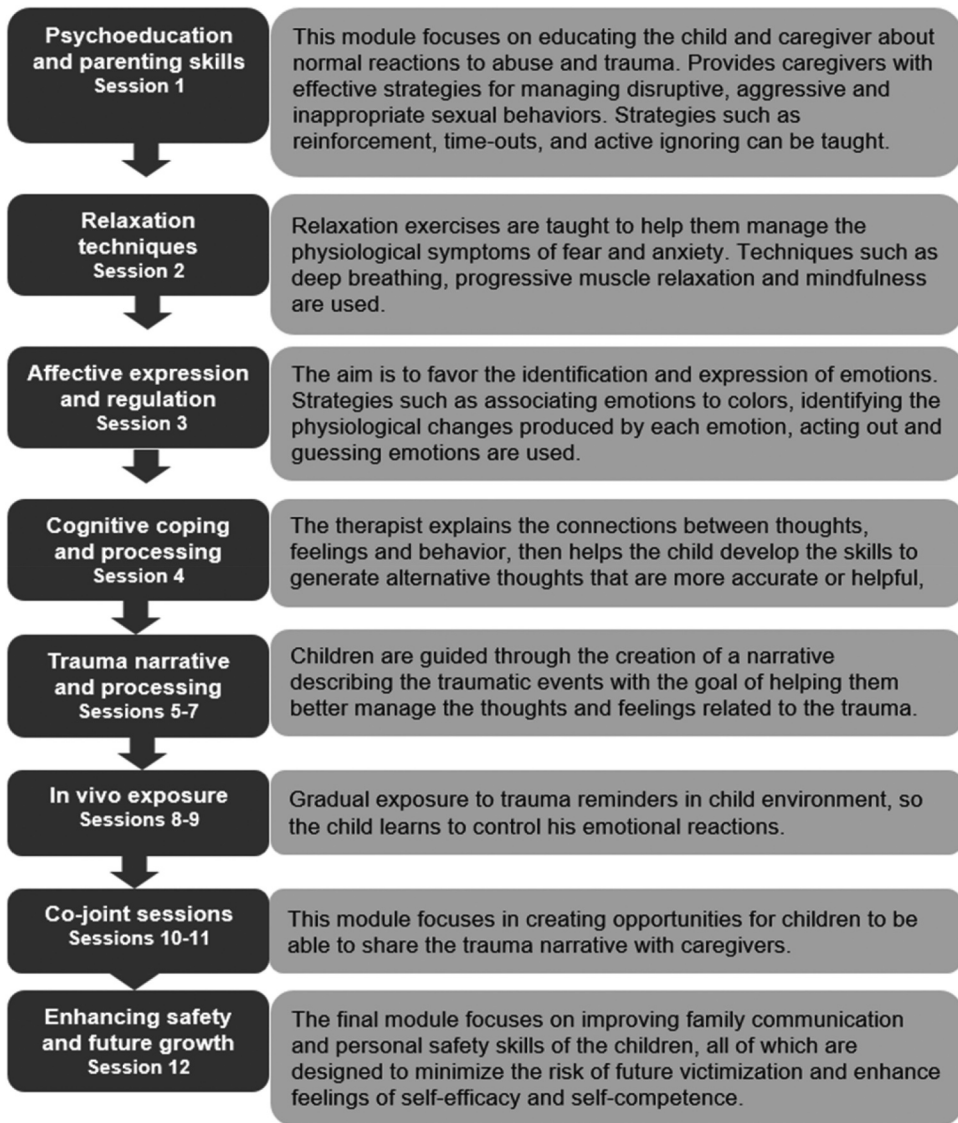 Psychoeducation
and parenting skills
Session 1
This module focuses on educating the child and caregiver about
normal reactions to abuse and trauma. Provides caregivers with
effective strategies for managing disruptive, aggressive and
inappropriate sexual behaviors. Strategies such as
reinforcement, time-outs, and active ignoring can be taught.
Relaxation
techniques
Session 2
Relaxation exercises are taught to help them manage the
physiological symptoms of fear and anxiety. Techniques such as
deep breathing, progressive muscle relaxation and mindfulness
are used.
Affective expression
and regulation
Session 3
The aim is to favor the identification and expression of emotions.
Strategies such as associating emotions to colors, identifying the
physiological changes produced by each emotion, acting out and
guessing emotions are used.
Cognitive coping
and processing
Session 4
The therapist explains the connections between thoughts,
feelings and behavior, then helps the child develop the skills to
generate alternative thoughts that are more accurate or helpful,
Trauma narrative
and processing
Sessions 5-7
Children are guided through the creation of a narrative
describing the traumatic events with the goal of helping them
better manage the thoughts and feelings related to the trauma.
In vivo exposure
Sessions 8-9
Gradual exposure to trauma reminders in child environment, so
the child learns to control his emotional reactions.
Co-joint sessions
Sessions 10-11
This module focuses in creating opportunities for children to be
able to share the trauma narrative with caregivers.
Enhancing safety
and future growth
Session 12
The final module focuses on improving family communication
and personal safety skills of the children, all of which are
designed to minimize the risk of future victimization and enhance
feelings of self-efficacy and self-competence.